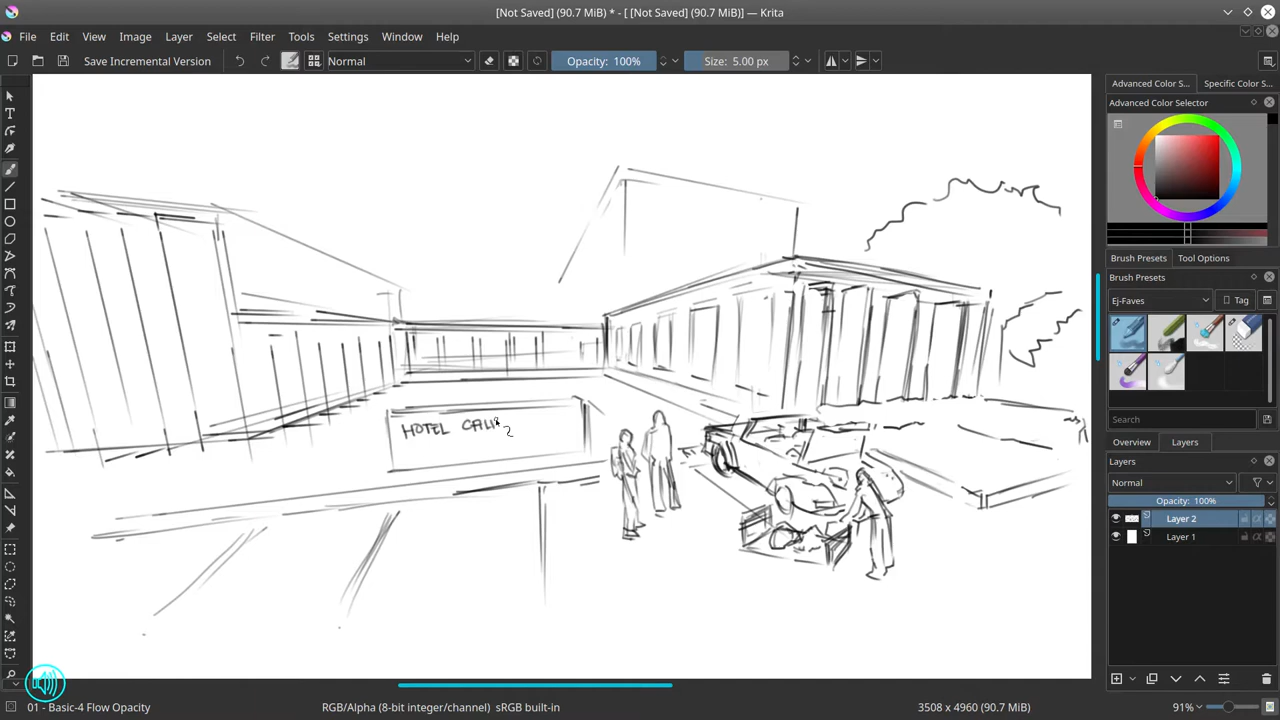 [Not Saved] (90.7 MiB) * - [ [Not Saved] (90.7 MiB)] — Krita
File Edit View Image Layer Select Filter Tools Settings Window Help
Save Incremental Version Normal Opacity: 100% Size: 5.00 px
Advanced Color S... Specific Color S...
Advanced Color Selector
Brush Presets Tool Options
Brush Presets
Ej-Faves Tag
Search
Overview Layers
Layers
Normal
Opacity: 100%
Layer 2
Layer 1
HOTEL CALI
01 - Basic-4 Flow Opacity RGB/Alpha (8-bit integer/channel) sRGB built-in 3508 x 4960 (90.7 MiB) 91%